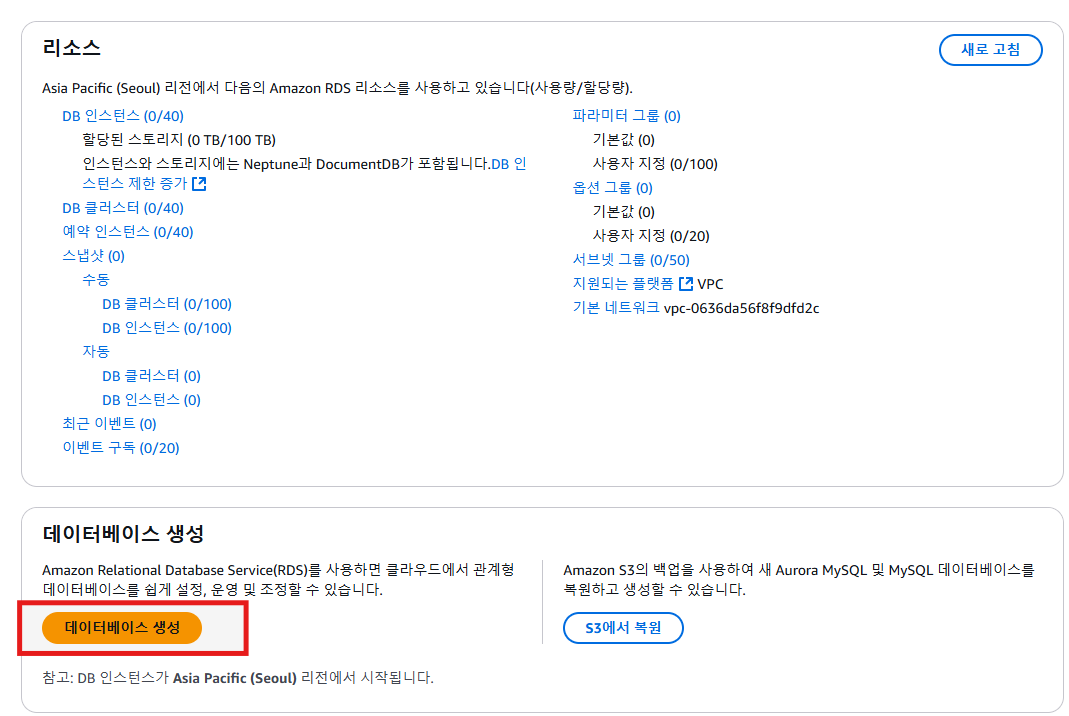 리소스
새로 고침
Asia Pacific (Seoul) 리전에서 다음의 Amazon RDS 리소스를 사용하고 있습니다(사용량/할당량).
DB 인스턴스 (0/40)
할당된 스토리지 (0 TB/100 TB)
인스턴스와 스토리지에는 Neptune과 DocumentDB가 포함됩니다.DB 인
스턴스 제한 증가
DB 클러스터 (0/40)
예약 인스턴스 (0/40)
스냅샷 (0)
수동
DB 클러스터 (0/100)
DB 인스턴스 (0/100)
자동
DB 클러스터 (0)
DB 인스턴스 (0)
최근 이벤트 (0)
이벤트 구독 (0/20)
파라미터 그룹 (0)
기본값 (0)
사용자 지정 (0/100)
옵션 그룹 (0)
기본값 (0)
사용자 지정 (0/20)
서브넷 그룹 (0/50)
지원되는 플랫폼 VPC
기본 네트워크 vpc-0636da56f8f9dfd2c
데이터베이스 생성
Amazon Relational Database Service(RDS)를 사용하면 클라우드에서 관계형
데이터베이스를 쉽게 설정, 운영 및 조정할 수 있습니다.
데이터베이스 생성
Amazon S3의 백업을 사용하여 새 Aurora MySQL 및 MySQL 데이터베이스를
복원하고 생성할 수 있습니다.
S3에서 복원
참고: DB 인스턴스가 Asia Pacific (Seoul) 리전에서 시작됩니다.